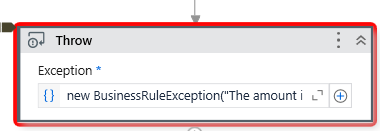 Throw
Exception *
{ } new BusinessRuleException("The amount i